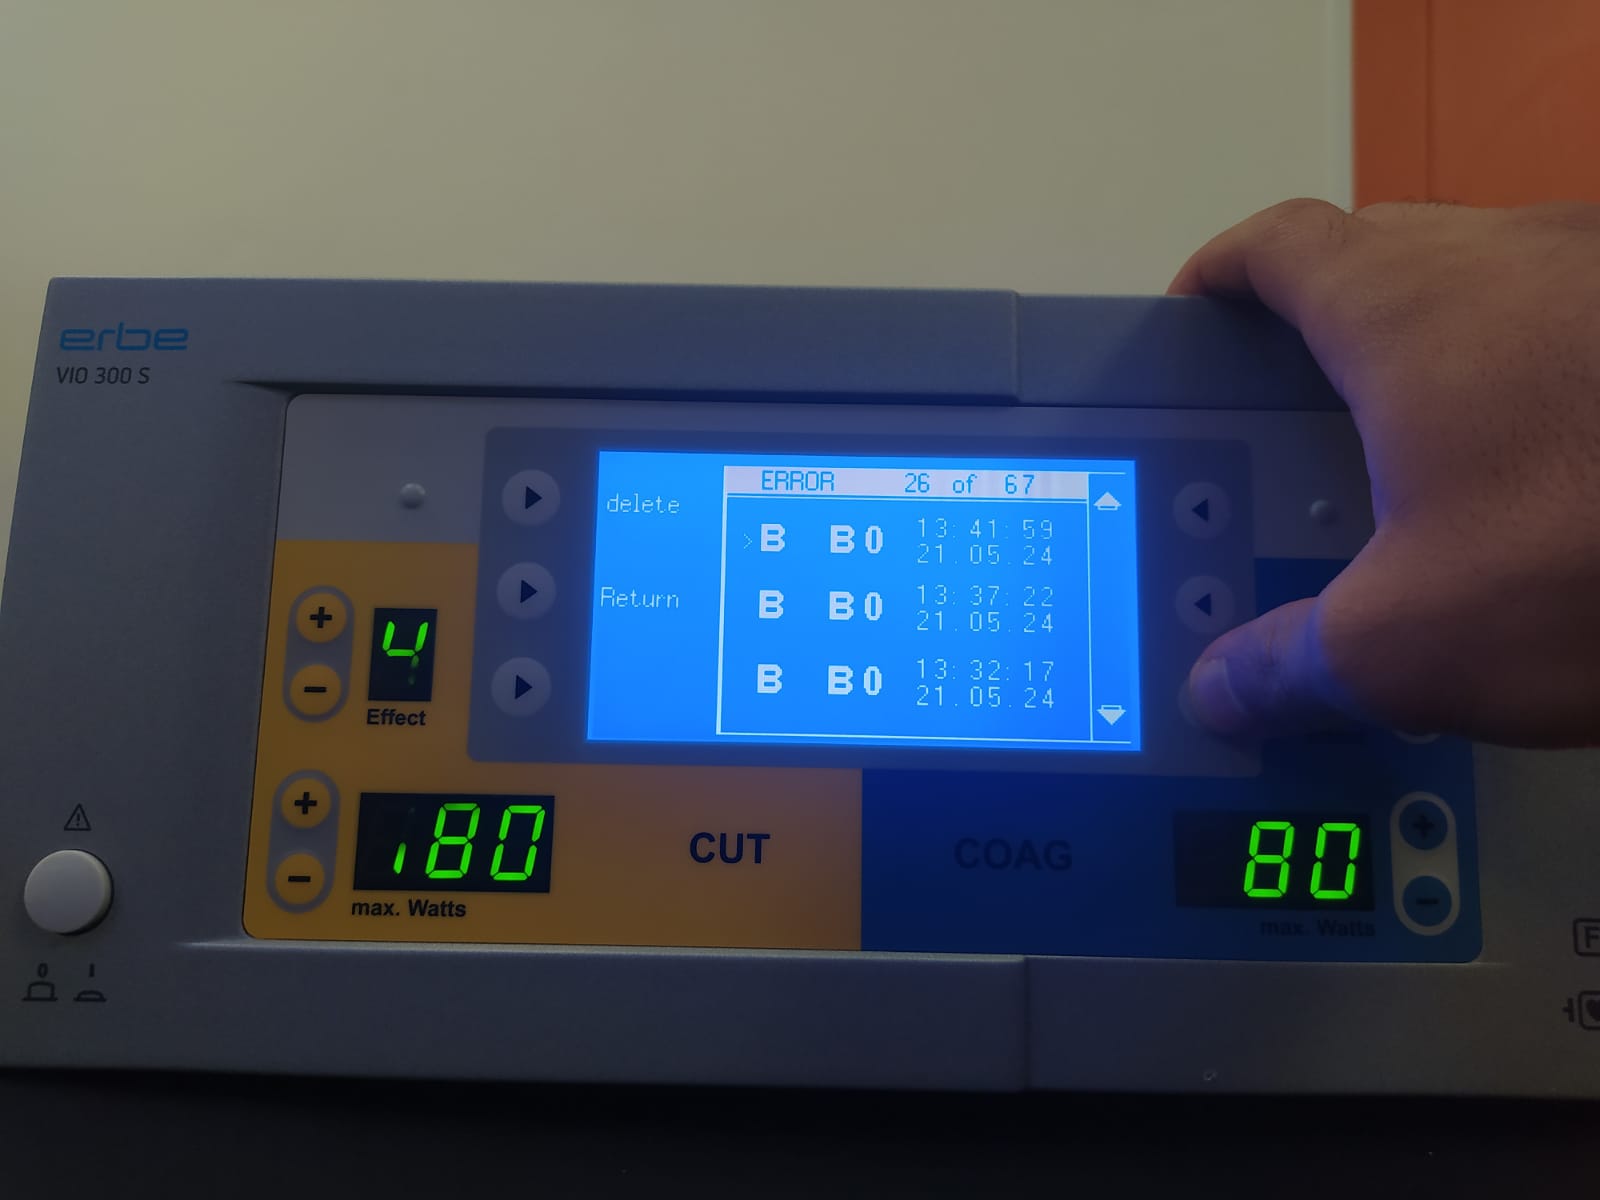 erbe
VIO 300 S
ERROR 26 of 67
delete
B B0 13:41:59
21.05.24
Return
B B0 13:37:22
21.05.24
B B0 13:32:17
21.05.24
+
4
-
Effect
+
180
-
max. Watts
CUT
COAG
80
+
-
max. Watts
0 I